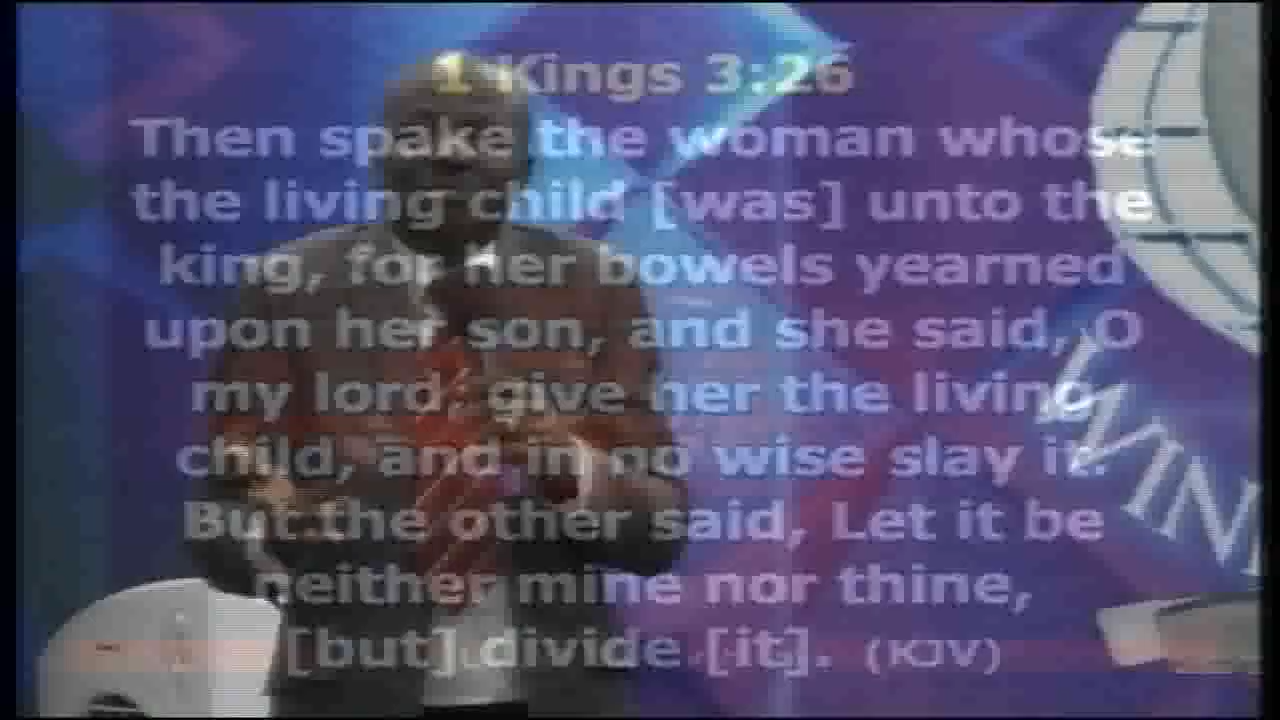 1 Kings 3:26
Then spake the woman whose
the living child [was] unto the
king, for her bowels yearned
upon her son, and she said, O
my lord, give her the living
child, and in no wise slay it.
But the other said, Let it be
neither mine nor thine,
[but] divide [it]. (KJV)